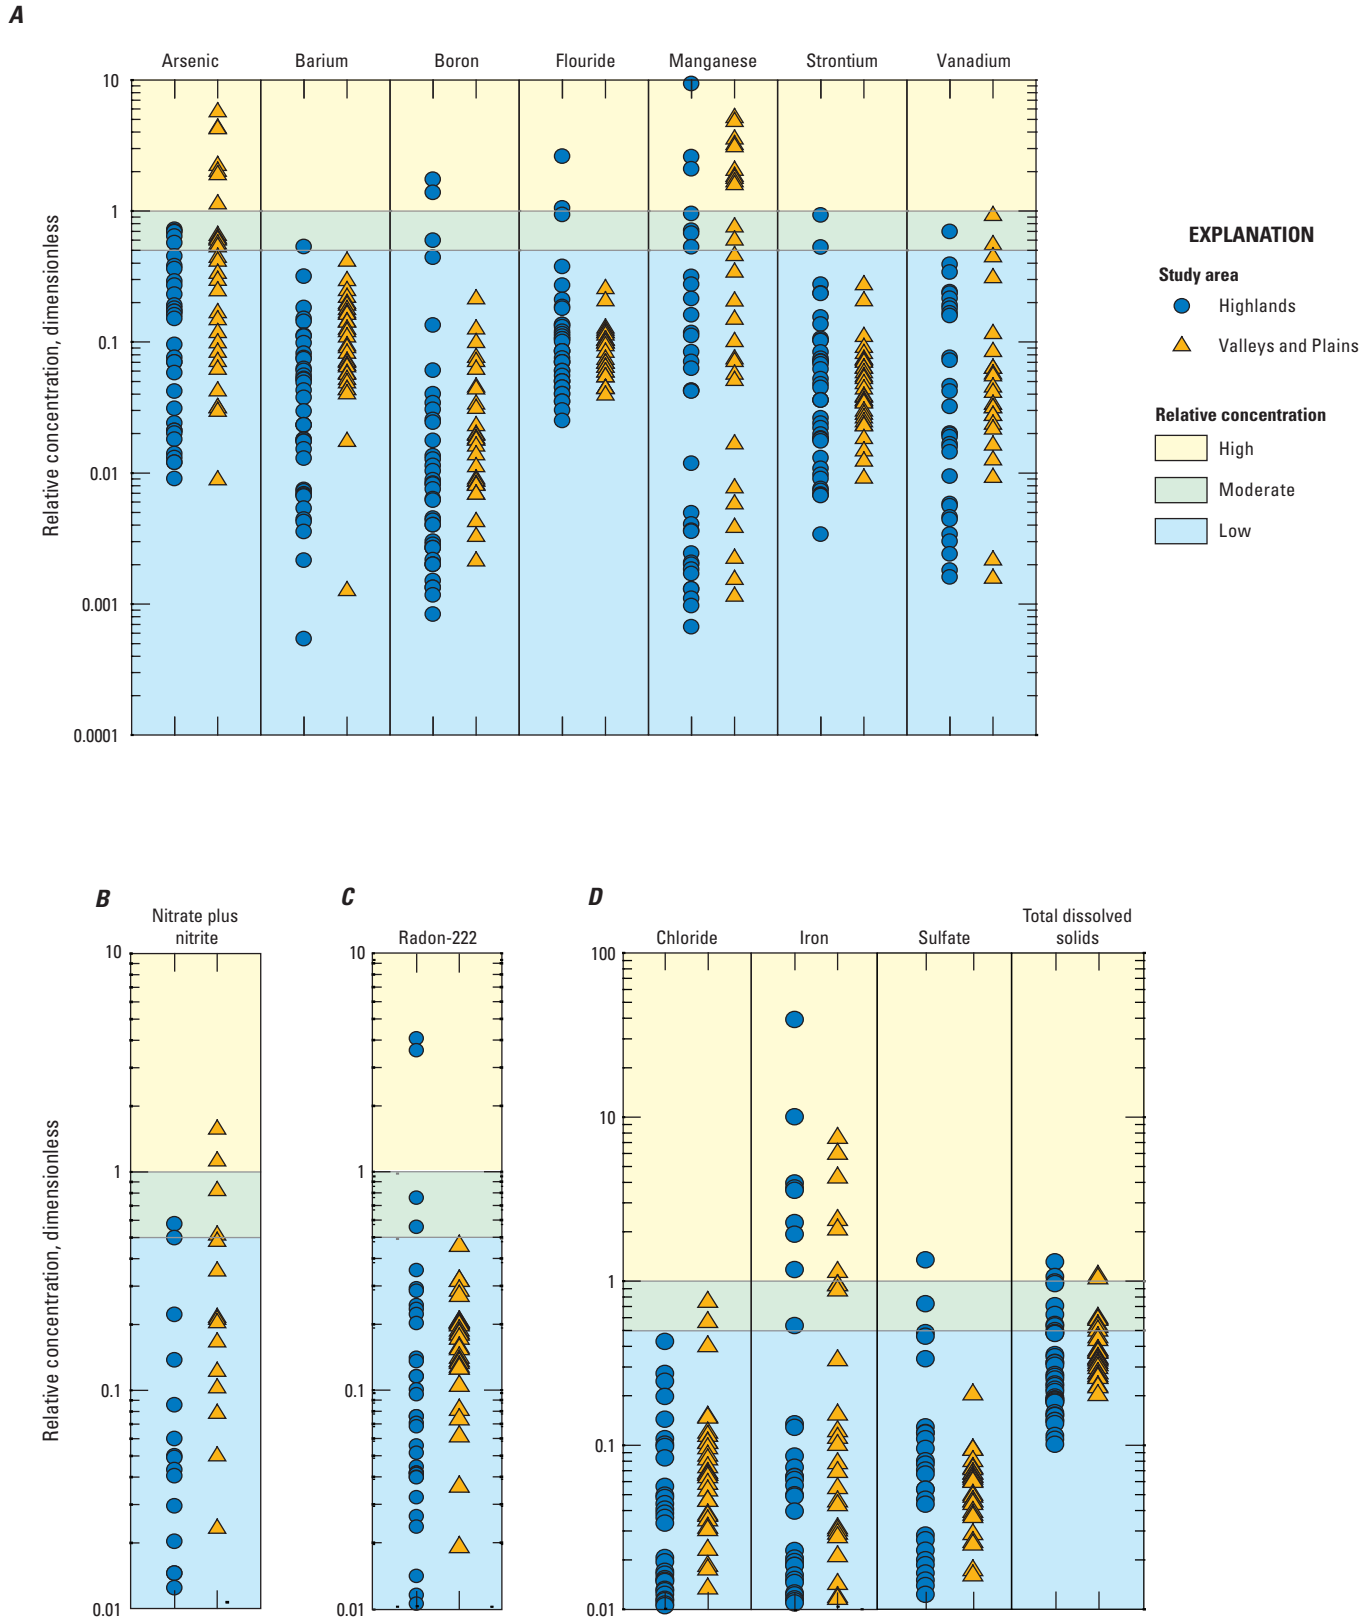 A
Arsenic Barium Boron Flouride Manganese Strontium Vanadium
10
1
0.1
0.01
0.001
0.0001
Relative concentration, dimensionless
EXPLANATION
Study area
Highlands
Valleys and Plains
Relative concentration
High
Moderate
Low
B
Nitrate plus
nitrite
10
1
0.1
0.01
Relative concentration, dimensionless
C
Radon-222
10
1
0.1
0.01
D
Chloride Iron Sulfate Total dissolved
solids
100
10
1
0.1
0.01